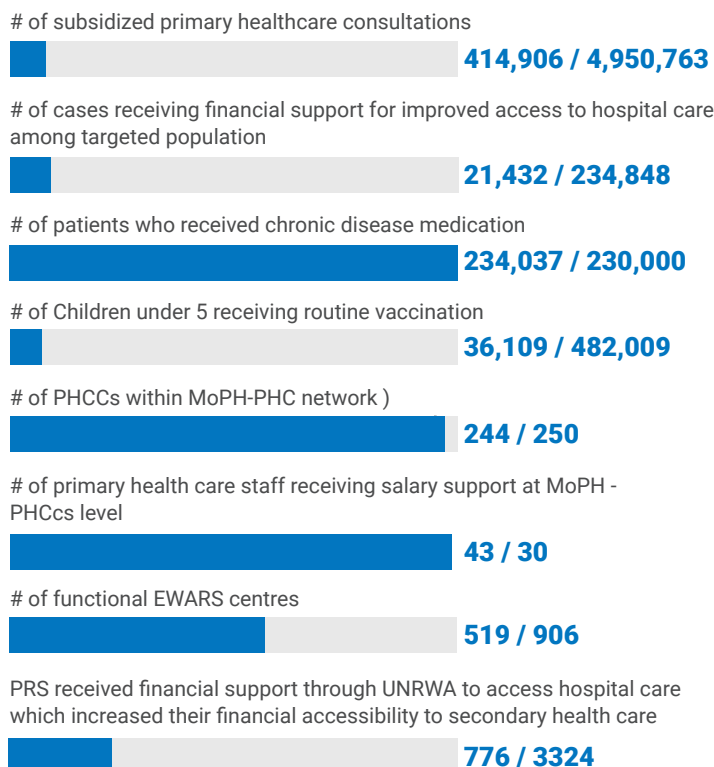 # of subsidized primary healthcare consultations
414,906 / 4,950,763
# of cases receiving financial support for improved access to hospital care
among targeted population
21,432 / 234,848
# of patients who received chronic disease medication
234,037 / 230,000
# of Children under 5 receiving routine vaccination
36,109 / 482,009
# of PHCCs within MoPH-PHC network )
244 / 250
# of primary health care staff receiving salary support at MoPH -
PHCcs level
43 / 30
# of functional EWARS centres
519 / 906
PRS received financial support through UNRWA to access hospital care
which increased their financial accessibility to secondary health care
776 / 3324